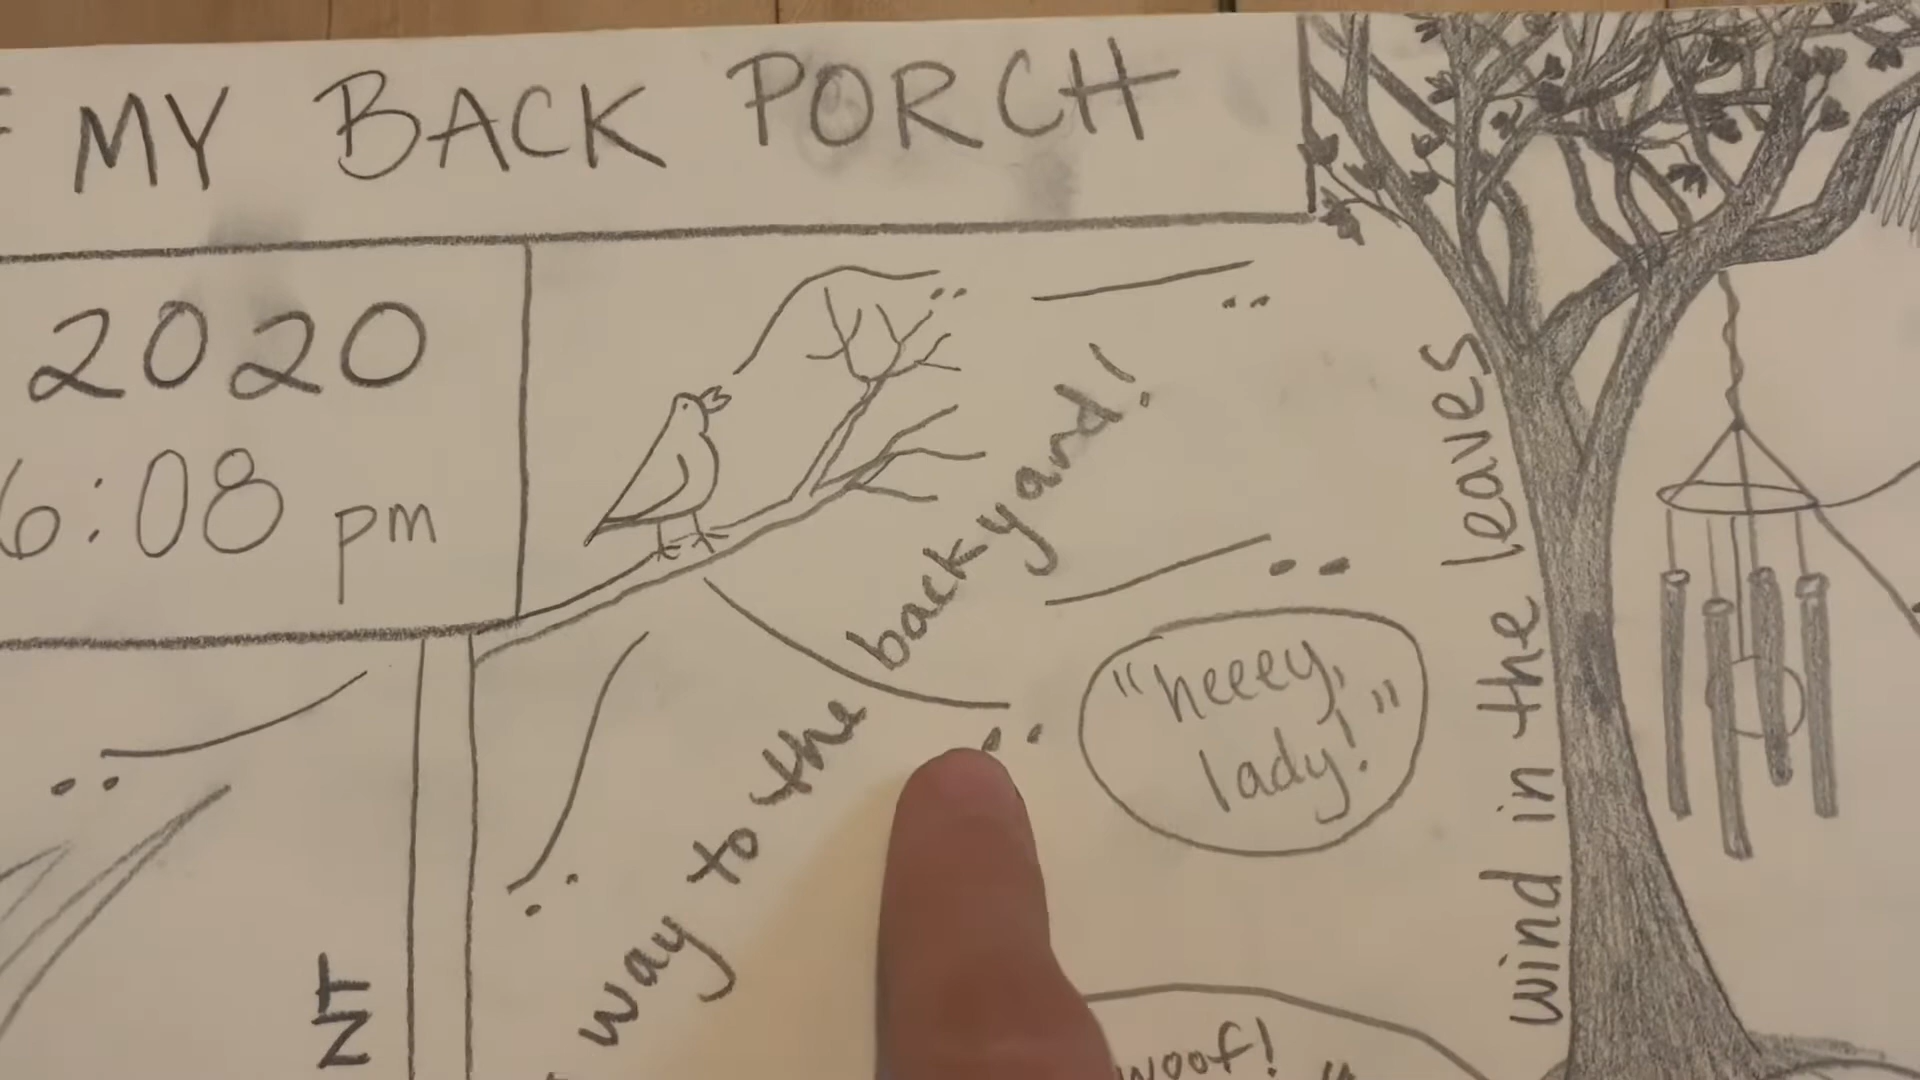 MY BACK PORCH
2020
6:08 pm
way to the backyard!
"heeey,
lady!"
wind in the leaves
NT
woof!